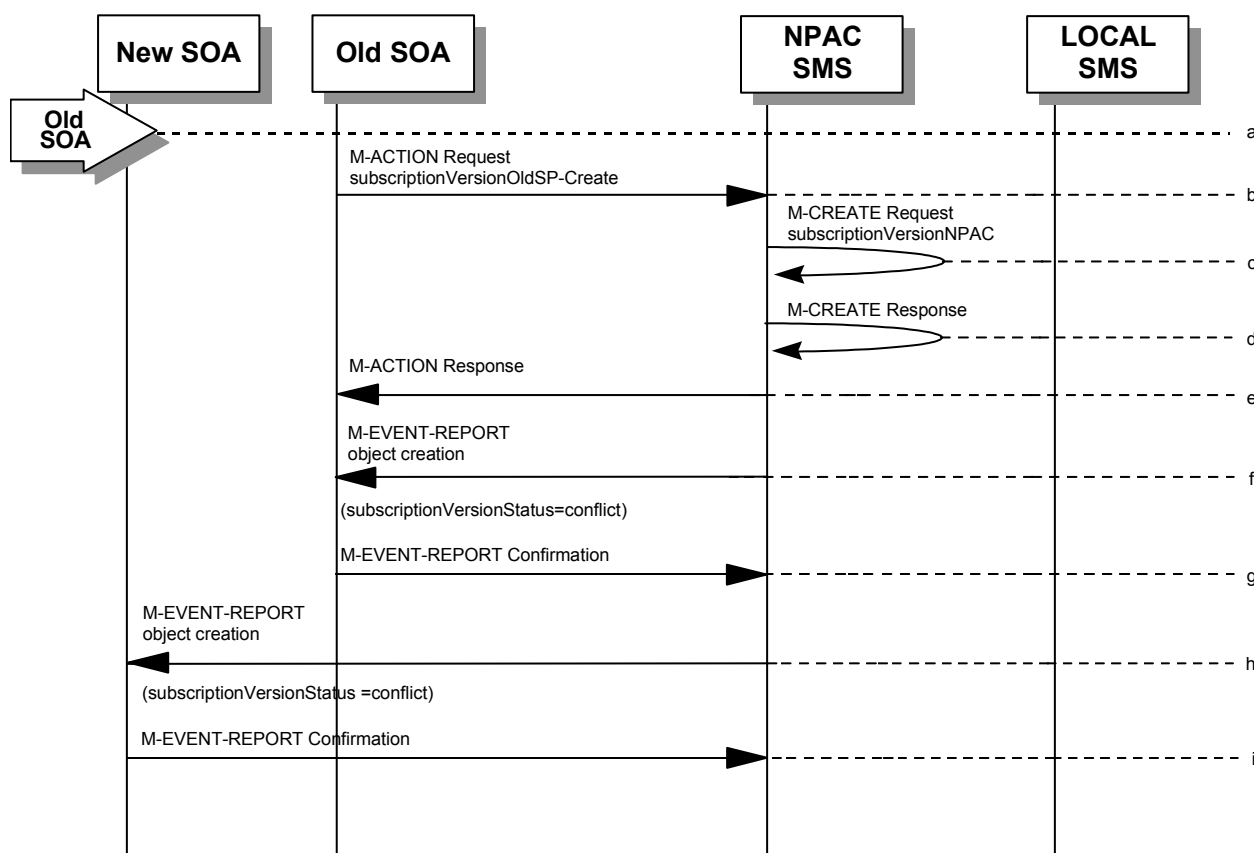 New SOA
Old SOA
NPAC
SMS
LOCAL
SMS
Old
SOA
a
M-ACTION Request
subscriptionVersionOldSP-Create
b
M-CREATE Request
subscriptionVersionNPAC
c
M-CREATE Response
d
M-ACTION Response
e
M-EVENT-REPORT
object creation
f
(subscriptionVersionStatus=conflict)
M-EVENT-REPORT Confirmation
g
M-EVENT-REPORT
object creation
h
(subscriptionVersionStatus =conflict)
M-EVENT-REPORT Confirmation
i